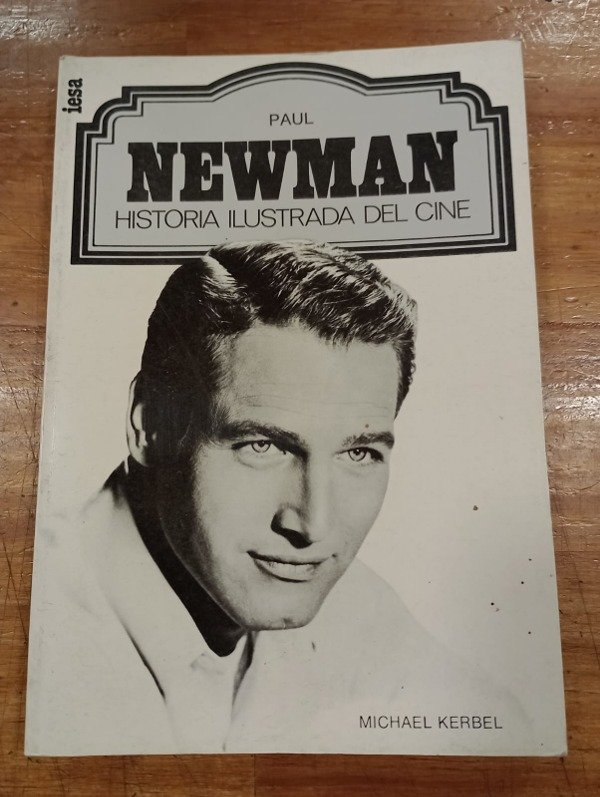 iesa
PAUL
NEWMAN
HISTORIA ILUSTRADA DEL CINE
MICHAEL KERBEL